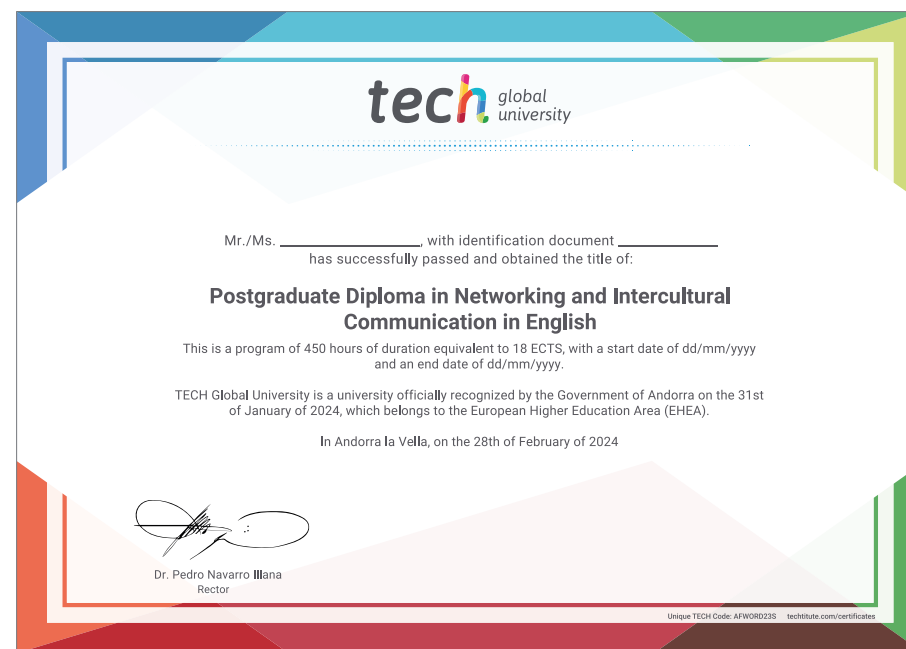 tech global
university
Mr./Ms. ____________, with identification document ____________
has successfully passed and obtained the title of:
Postgraduate Diploma in Networking and Intercultural
Communication in English
This is a program of 450 hours of duration equivalent to 18 ECTS, with a start date of dd/mm/yyyy
and an end date of dd/mm/yyyy.
TECH Global University is a university officially recognized by the Government of Andorra on the 31st
of January of 2024, which belongs to the European Higher Education Area (EHEA).
In Andorra la Vella, on the 28th of February of 2024
Dr. Pedro Navarro Illana
Rector
Unique TECH Code: AFWORD23S techtitute.com/certificates